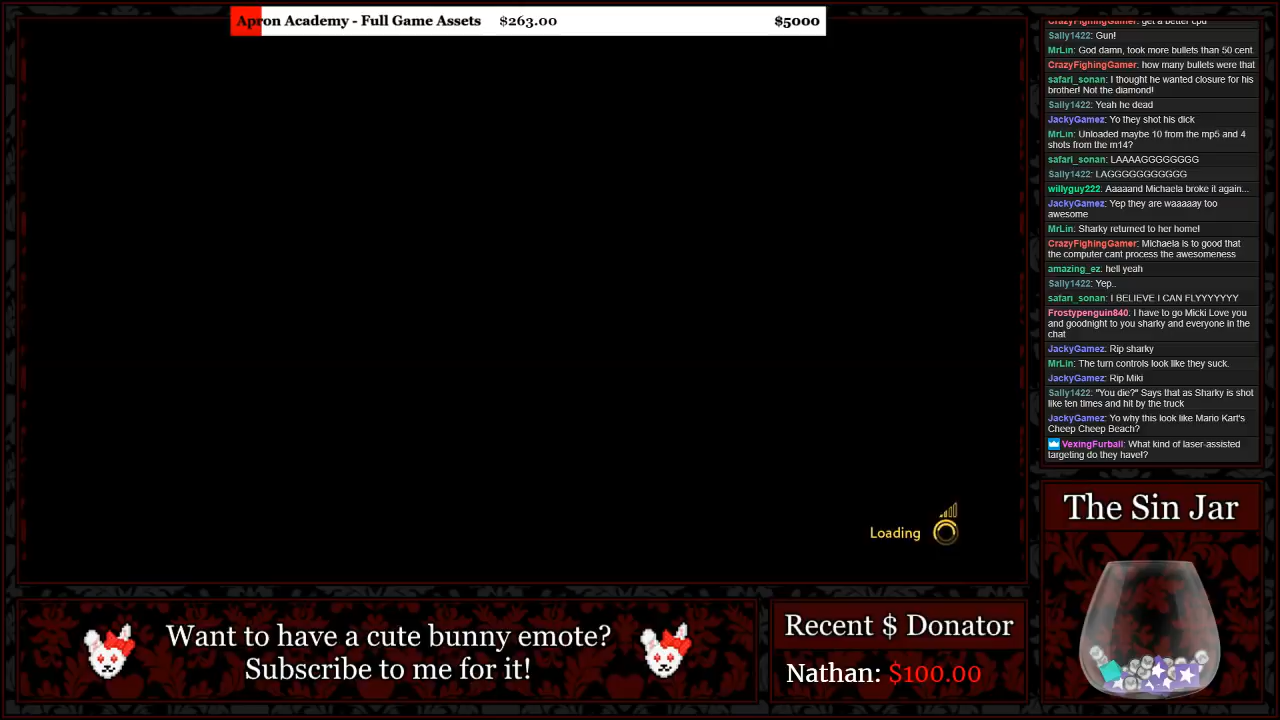 Apron Academy - Full Game Assets $263.00 $5000
CrazyFighingGamer: get a better cpu
Sally1422: Gun!
MrLin: God damn, took more bullets than 50 cent.
CrazyFighingGamer: how many bullets were that
safari_sonan: I thought he wanted closure for his
brother! Not the diamond!
Sally1422: Yeah he dead
JackyGamez: Yo they shot his dick
MrLin: Unloaded maybe 10 from the mp5 and 4
shots from the m14?
safari_sonan: LAAAAGGGGGGGG
Sally1422: LAGGGGGGGGGGG
willyguy222: Aaaaand Michaela broke it again...
JackyGamez: Yep they are waaaaay too
awesome
MrLin: Sharky returned to her home!
CrazyFighingGamer: Michaela is to good that
the computer cant process the awesomeness
amazing_ez: hell yeah
Sally1422: Yep..
safari_sonan: I BELIEVE I CAN FLYYYYYY
Frostypenguin840: I have to go Micki Love you
and goodnight to you sharky and everyone in the
chat
JackyGamez: Rip sharky
MrLin: The turn controls look like they suck.
JackyGamez: Rip Miki
Sally1422: "You die?" Says that as Sharky is shot
like ten times and hit by the truck
JackyGamez: Yo why this look like Mario Kart's
Cheep Cheep Beach?
VexingFurball: What kind of laser-assisted
targeting do they have!?
Loading
The Sin Jar
Want to have a cute bunny emote?
Subscribe to me for it!
Recent $ Donator
Nathan: $100.00